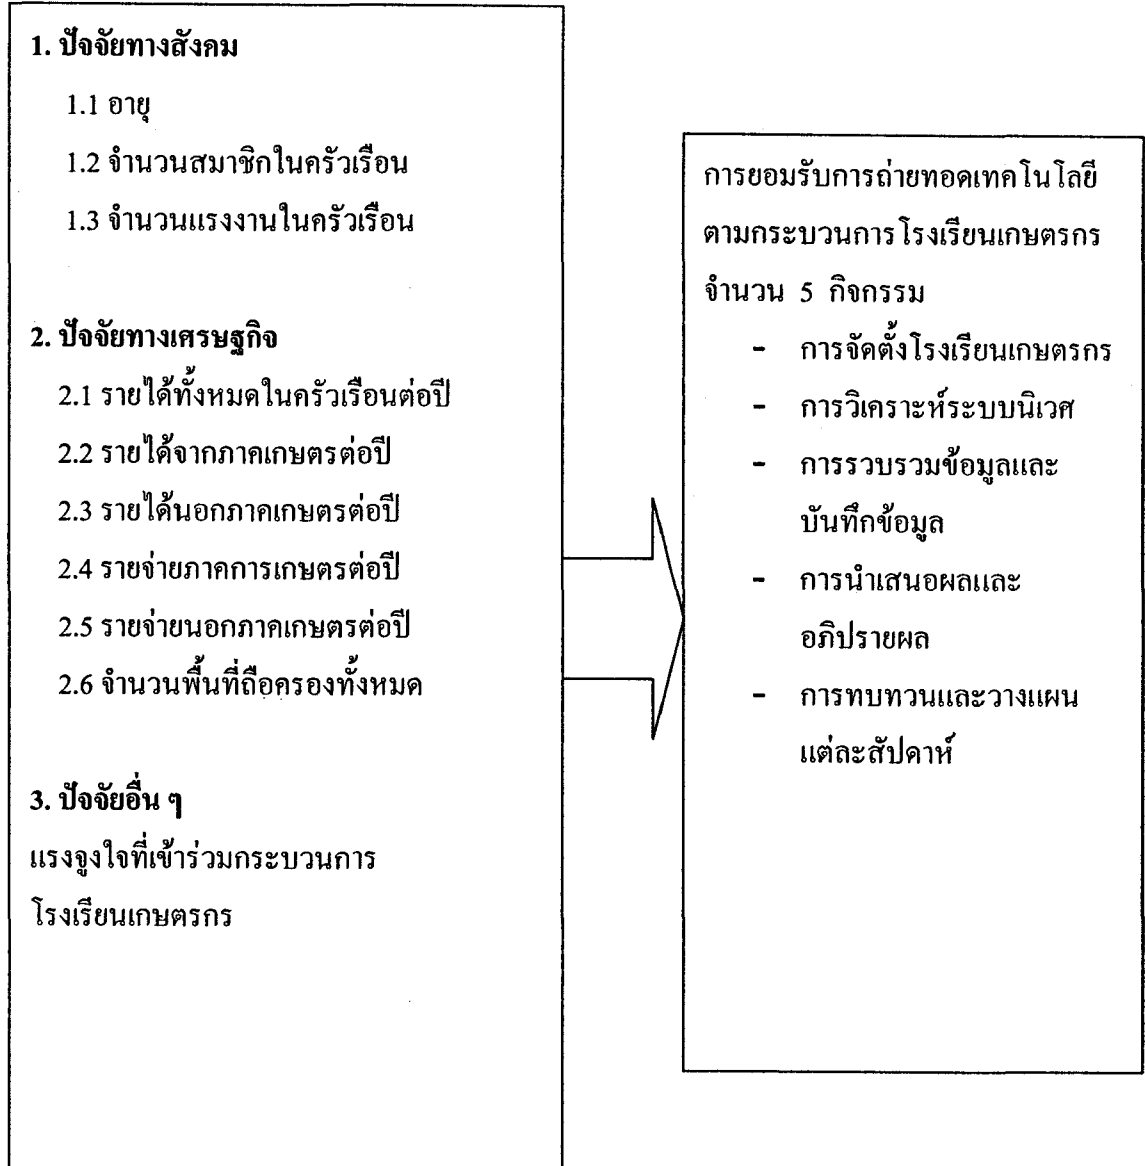 1. ปัจจัยทางสังคม
1.1 อายุ
1.2 จำนวนสมาชิกในครัวเรือน
1.3 จำนวนแรงงานในครัวเรือน
2. ปัจจัยทางเศรษฐกิจ
2.1 รายได้ทั้งหมดในครัวเรือนต่อปี
2.2 รายได้จากภาคเกษตรต่อปี
2.3 รายได้นอกภาคเกษตรต่อปี
2.4 รายจ่ายภาคการเกษตรต่อปี
2.5 รายจ่ายนอกภาคเกษตรต่อปี
2.6 จำนวนพื้นที่ถือครองทั้งหมด
3. ปัจจัยอื่น ๆ
แรงจูงใจที่เข้าร่วมกระบวนการ
โรงเรียนเกษตรกร
การยอมรับการถ่ายทอดเทคโนโลยี
ตามกระบวนการโรงเรียนเกษตรกร
จำนวน 5 กิจกรรม
- การจัดตั้งโรงเรียนเกษตรกร
- การวิเคราะห์ระบบนิเวศ
- การรวบรวมข้อมูลและ
บันทึกข้อมูล
- การนำเสนอผลและ
อภิปรายผล
- การทบทวนและวางแผน
แต่ละสัปดาห์